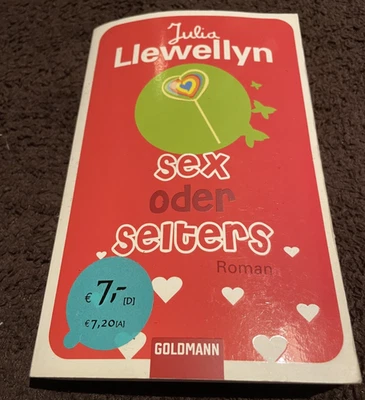 Julia
Llewellyn
sex
oder
selters
Roman
€ 7,- [D]
€ 7,20 [A]
GOLDMANN